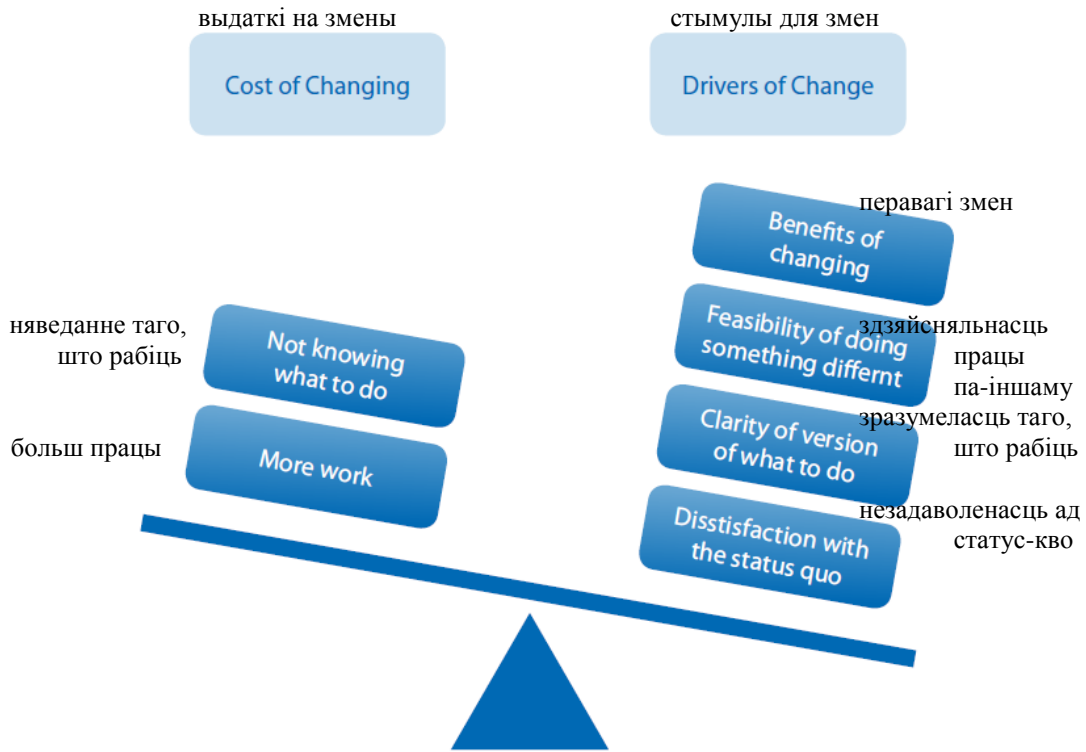 выдаткі на змены
стымулы для змен
Cost of Changing
Drivers of Change
перавагі змен
Benefits of
changing
няведанне таго,
што рабіць
Not knowing
what to do
здзяйсняльнасць
працы
па-іншаму
Feasibility of doing
something differnt
больш працы
More work
зразумеласць таго,
што рабіць
Clarity of version
of what to do
незадаволенасць ад
статус-кво
Disstisfaction with
the status quo